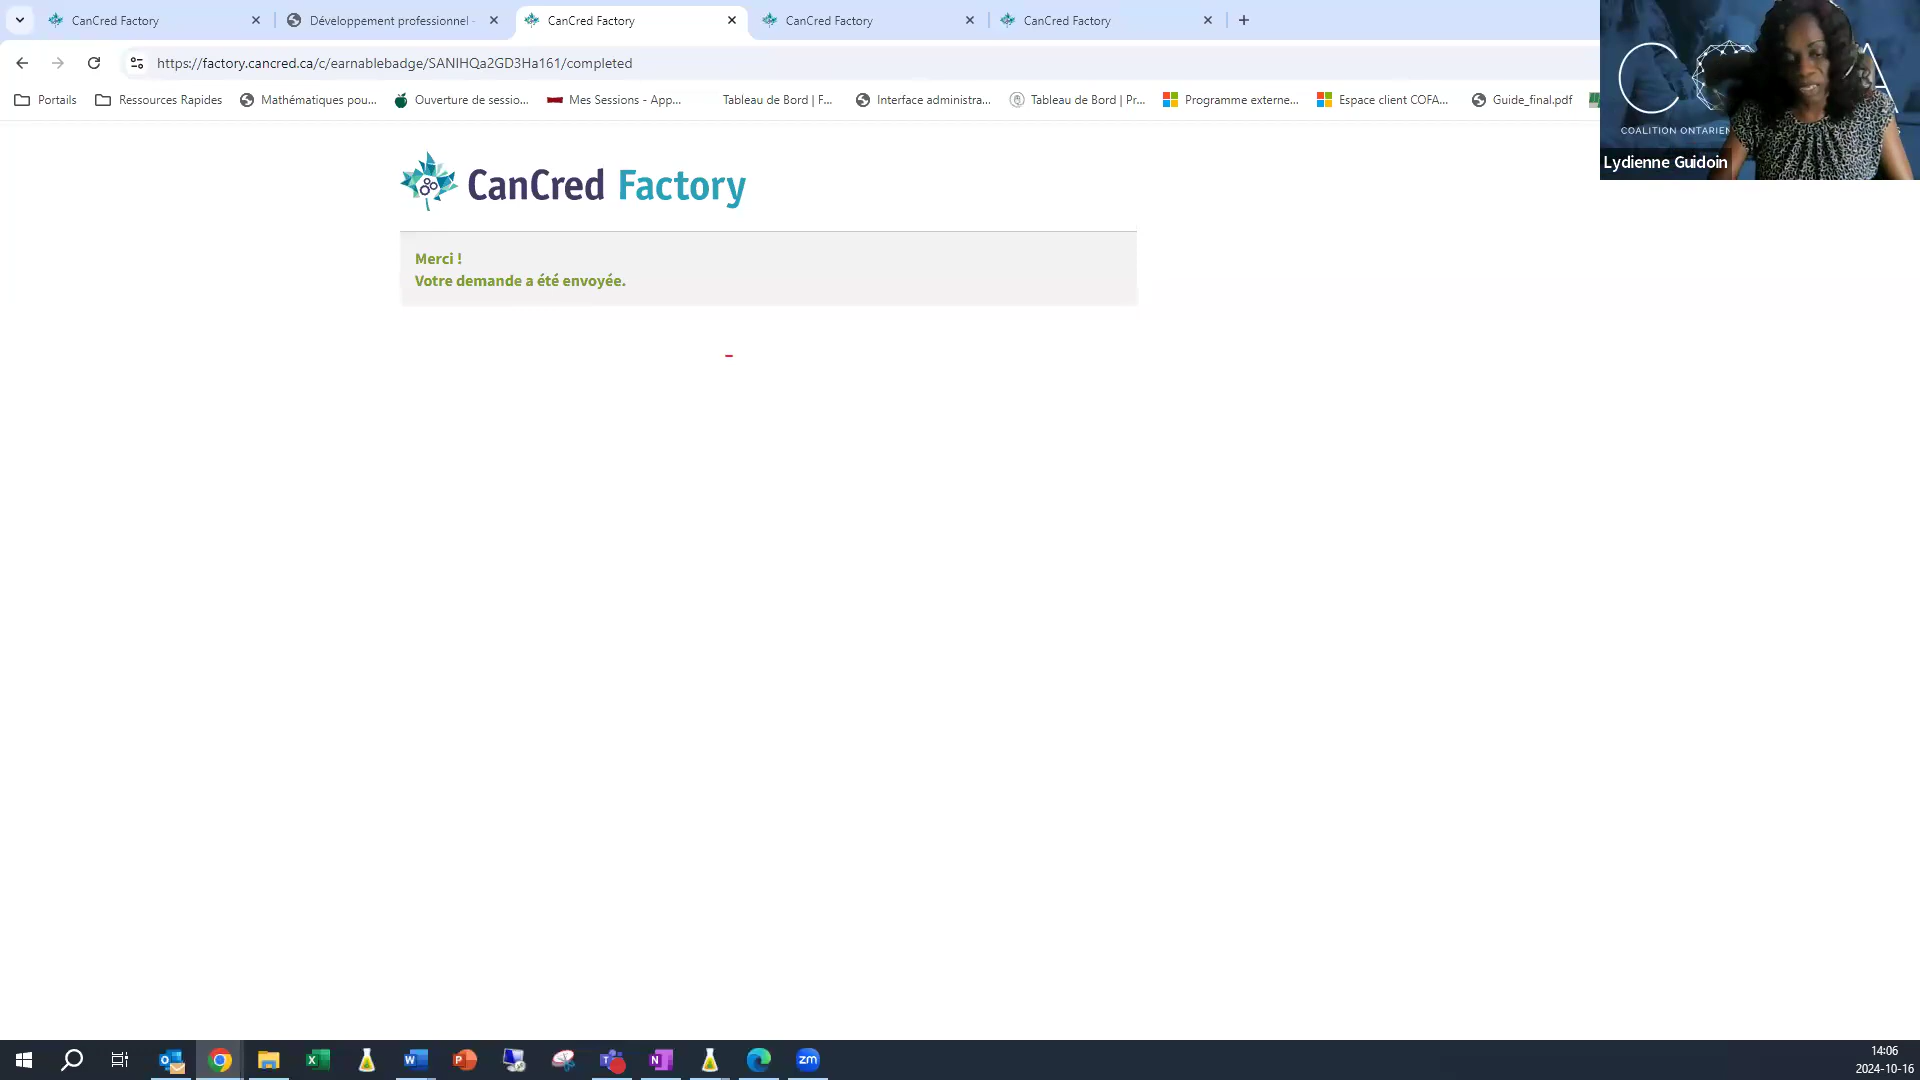 CanCred Factory
Développement professionnel -
CanCred Factory
CanCred Factory
CanCred Factory
https://factory.cancred.ca/c/earnablebadge/SANIHQa2GD3Ha161/completed
Portails
Ressources Rapides
Mathématiques pou...
Ouverture de sessio...
Mes Sessions - App...
Tableau de Bord | F...
Interface administra...
Tableau de Bord | Pr...
Programme externe...
Espace client COFA...
Guide_final.pdf
COALITION ONTARIEN
Lydienne Guidoin
CanCred Factory
Merci !
Votre demande a été envoyée.
14:06
2024-10-16